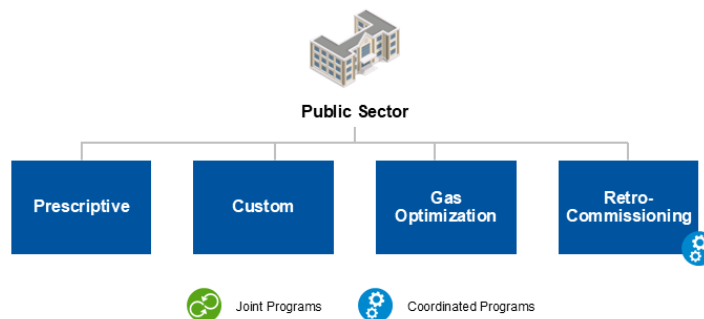 Public Sector
Prescriptive
Custom
Gas
Optimization
Retro-
Commissioning
Joint Programs
Coordinated Programs